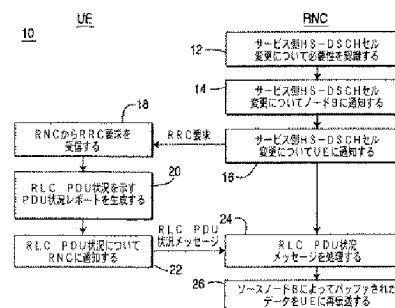 UE
RNC
10
12
サービス側HS-DSCHセル
変更について必要性を認識する
14
サービス側HS-DSCHセル
変更についてノードBに通知する
18
RNCからRRC要求を
受信する
RRC要求
サービス側HS-DSCHセル
変更についてUEに通知する
16
RLC PDU状況を示す
PDU状況レポートを生成する
20
RLC PDU状況について
RNCに通知する
22
RLC PDU
状況メッセージ
24
RLC PDU状況
メッセージを処理する
26
ソースノードBによってバッファされた
データをUEに再伝送する